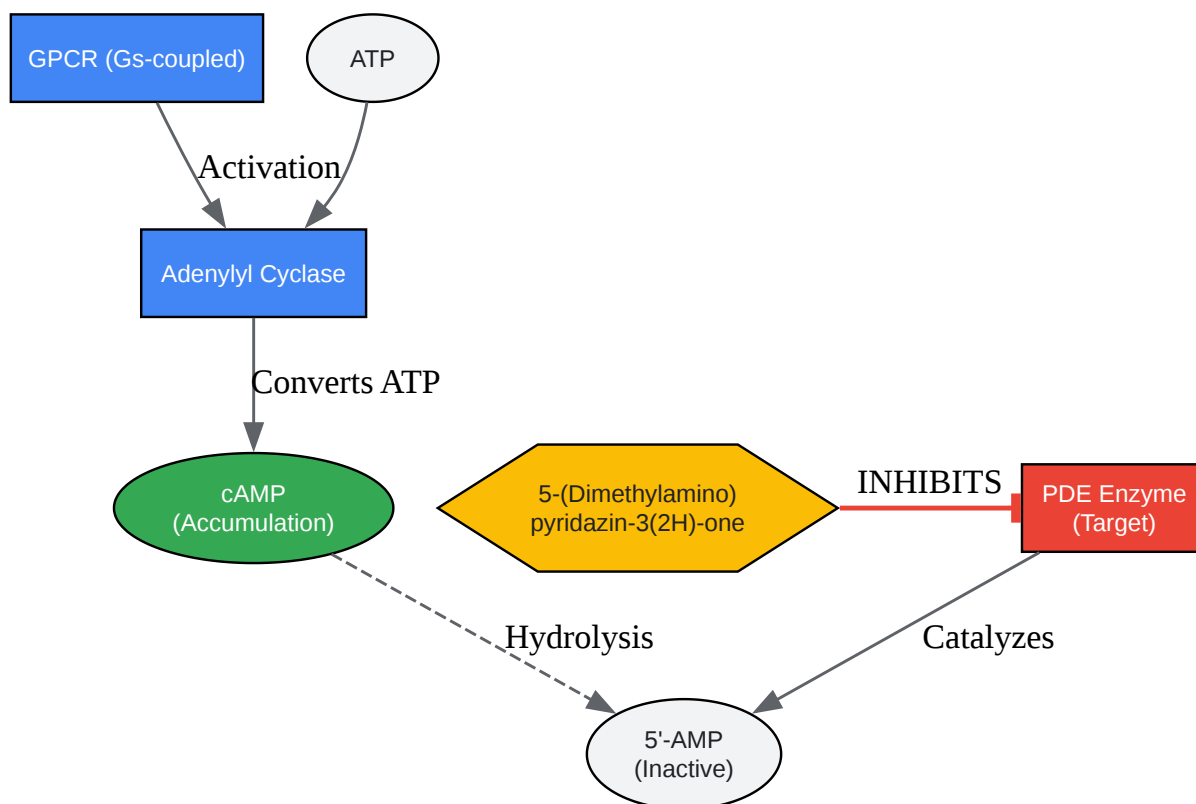 GPCR (Gs-coupled)
ATP
Activation
Adenylyl Cyclase
Converts ATP
cAMP
(Accumulation)
5-(Dimethylamino)
pyridazin-3(2H)-one
INHIBITS
PDE Enzyme
(Target)
Hydrolysis
Catalyzes
5'-AMP
(Inactive)